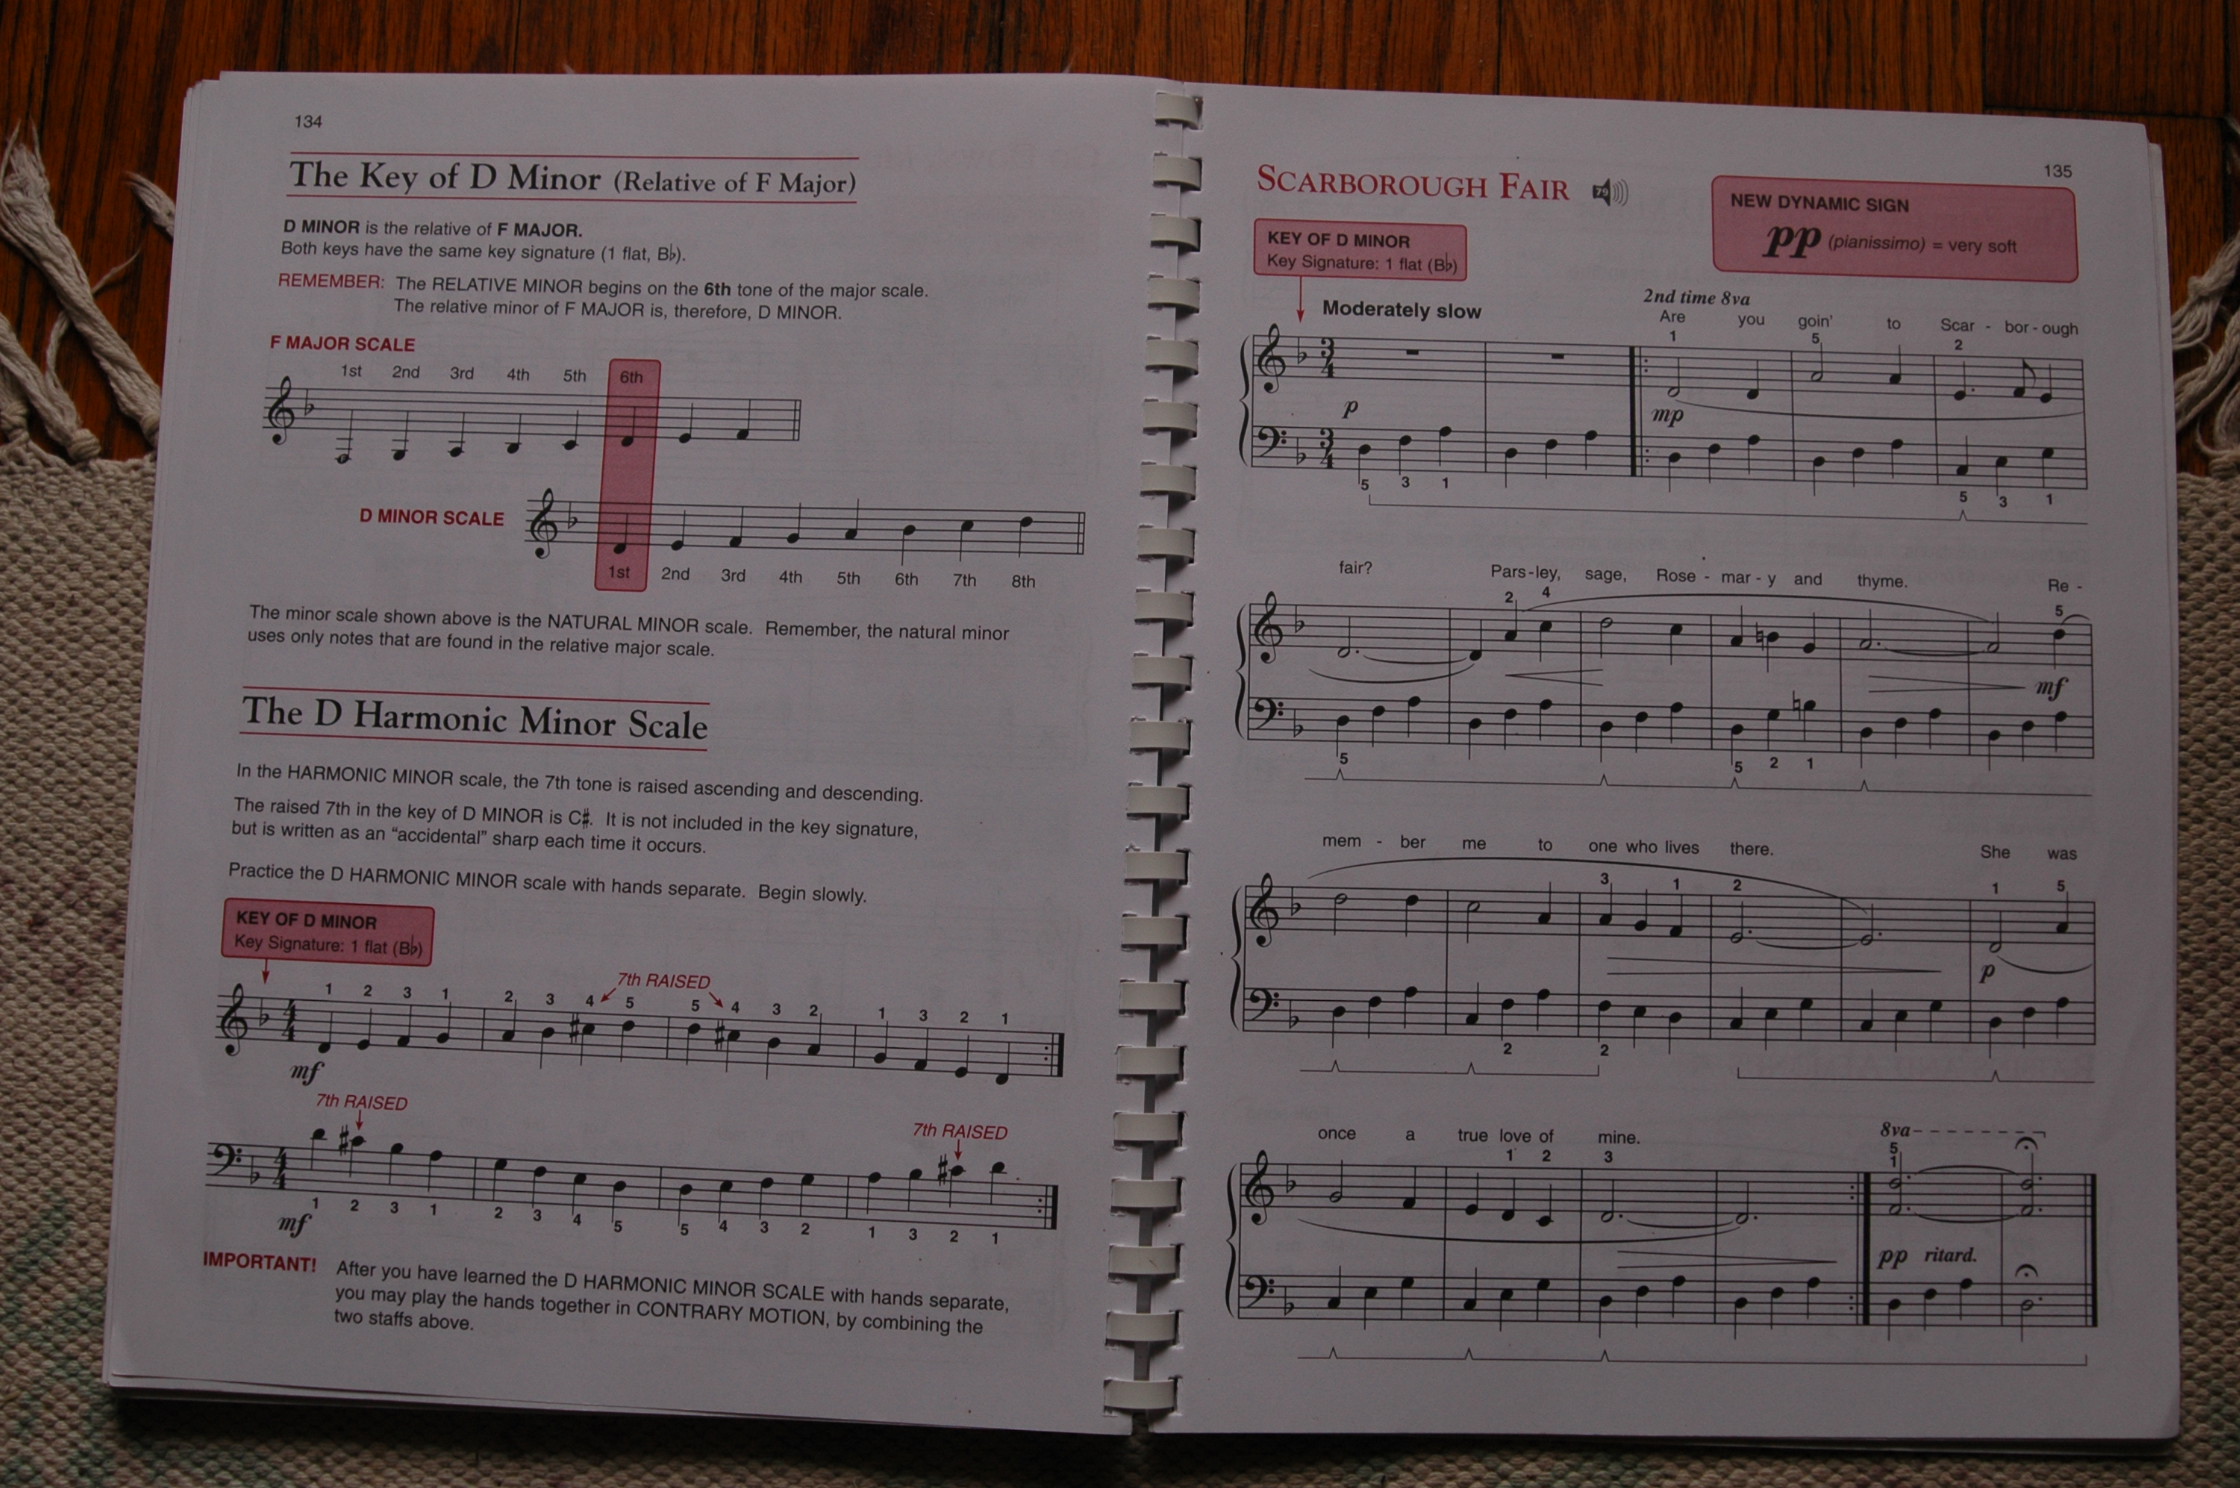 134
The Key of D Minor (Relative of F Major)
D MINOR is the relative of F MAJOR.
Both keys have the same key signature (1 flat, B♭).
REMEMBER: The RELATIVE MINOR begins on the 6th tone of the major scale.
The relative minor of F MAJOR is, therefore, D MINOR.
F MAJOR SCALE
1st 2nd 3rd 4th 5th 6th
D MINOR SCALE
1st 2nd 3rd 4th 5th 6th 7th 8th
The minor scale shown above is the NATURAL MINOR scale. Remember, the natural minor
uses only notes that are found in the relative major scale.
The D Harmonic Minor Scale
In the HARMONIC MINOR scale, the 7th tone is raised ascending and descending.
The raised 7th in the key of D MINOR is C♯. It is not included in the key signature,
but is written as an “accidental” sharp each time it occurs.
Practice the D HARMONIC MINOR scale with hands separate. Begin slowly.
KEY OF D MINOR
Key Signature: 1 flat (B♭)
7th RAISED
1 2 3 1 2 3 4 5 5 4 3 2 1 3 2 1
4
4
mf
7th RAISED
7th RAISED
4
4
1 2 3 1 2 3 4 5 5 4 3 2 1 3 2 1
mf
IMPORTANT! After you have learned the D HARMONIC MINOR SCALE with hands separate,
you may play the hands together in CONTRARY MOTION, by combining the
two staffs above.
135
SCARBOROUGH FAIR 79
NEW DYNAMIC SIGN
pp (pianissimo) = very soft
KEY OF D MINOR
Key Signature: 1 flat (B♭)
Moderately slow
2nd time 8va
Are you goin' to Scar - bor - ough
1 5 2
3
4
p mp
3
4
5 3 1 5 3 1
fair? Pars - ley, sage, Rose - mar - y and thyme. Re -
2 4 5
mf
5 5 2 1
mem - ber me to one who lives there. She was
3 1 2 1 5
p
2 2
once a true love of mine.
1 2 3
8va
5
1
pp ritard.